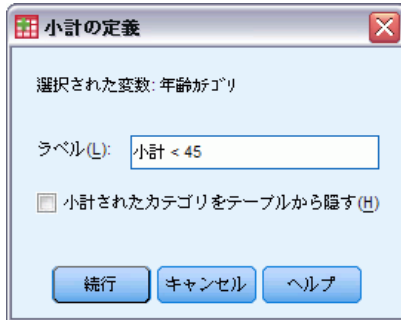 小計の定義
選択された変数: 年齢ｶﾃｺﾞﾘ
ラベル(L): 小計 < 45
小計されたカテゴリをテーブルから隠す(H)
続行 キャンセル ヘルプ